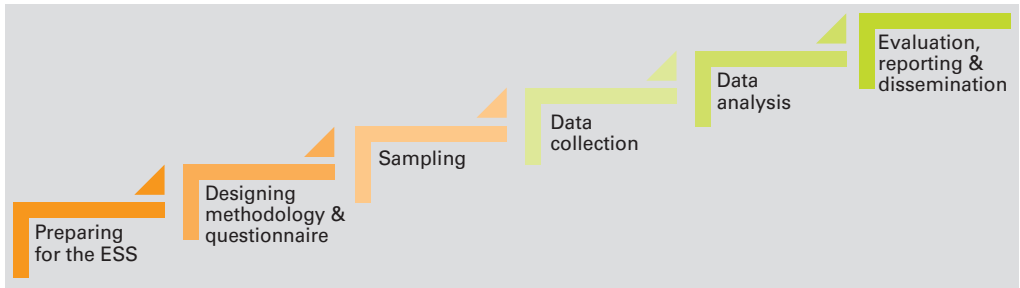 Preparing
for the ESS
Designing
methodology &
questionnaire
Sampling
Data
collection
Data
analysis
Evaluation,
reporting &
dissemination